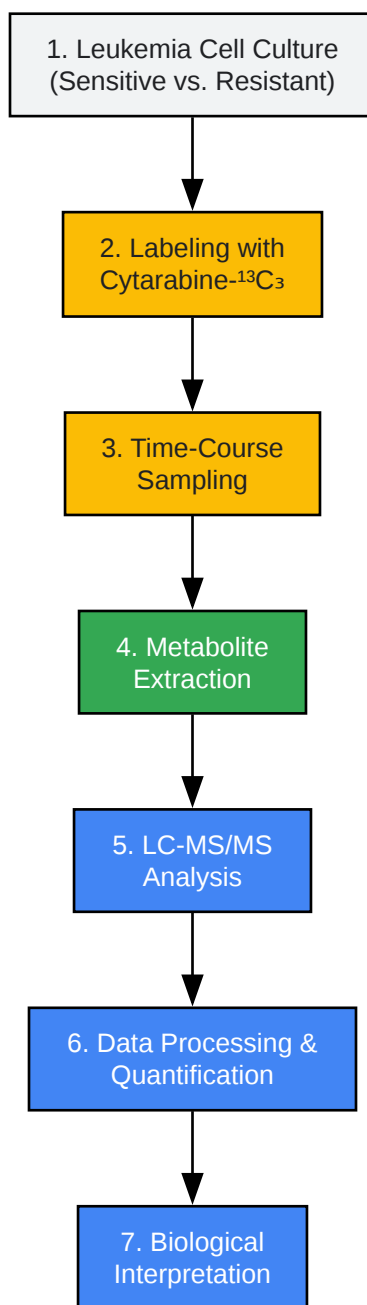 1. Leukemia Cell Culture
(Sensitive vs. Resistant)
2. Labeling with
Cytarabine-¹³C₃
3. Time-Course
Sampling
4. Metabolite
Extraction
5. LC-MS/MS
Analysis
6. Data Processing &
Quantification
7. Biological
Interpretation